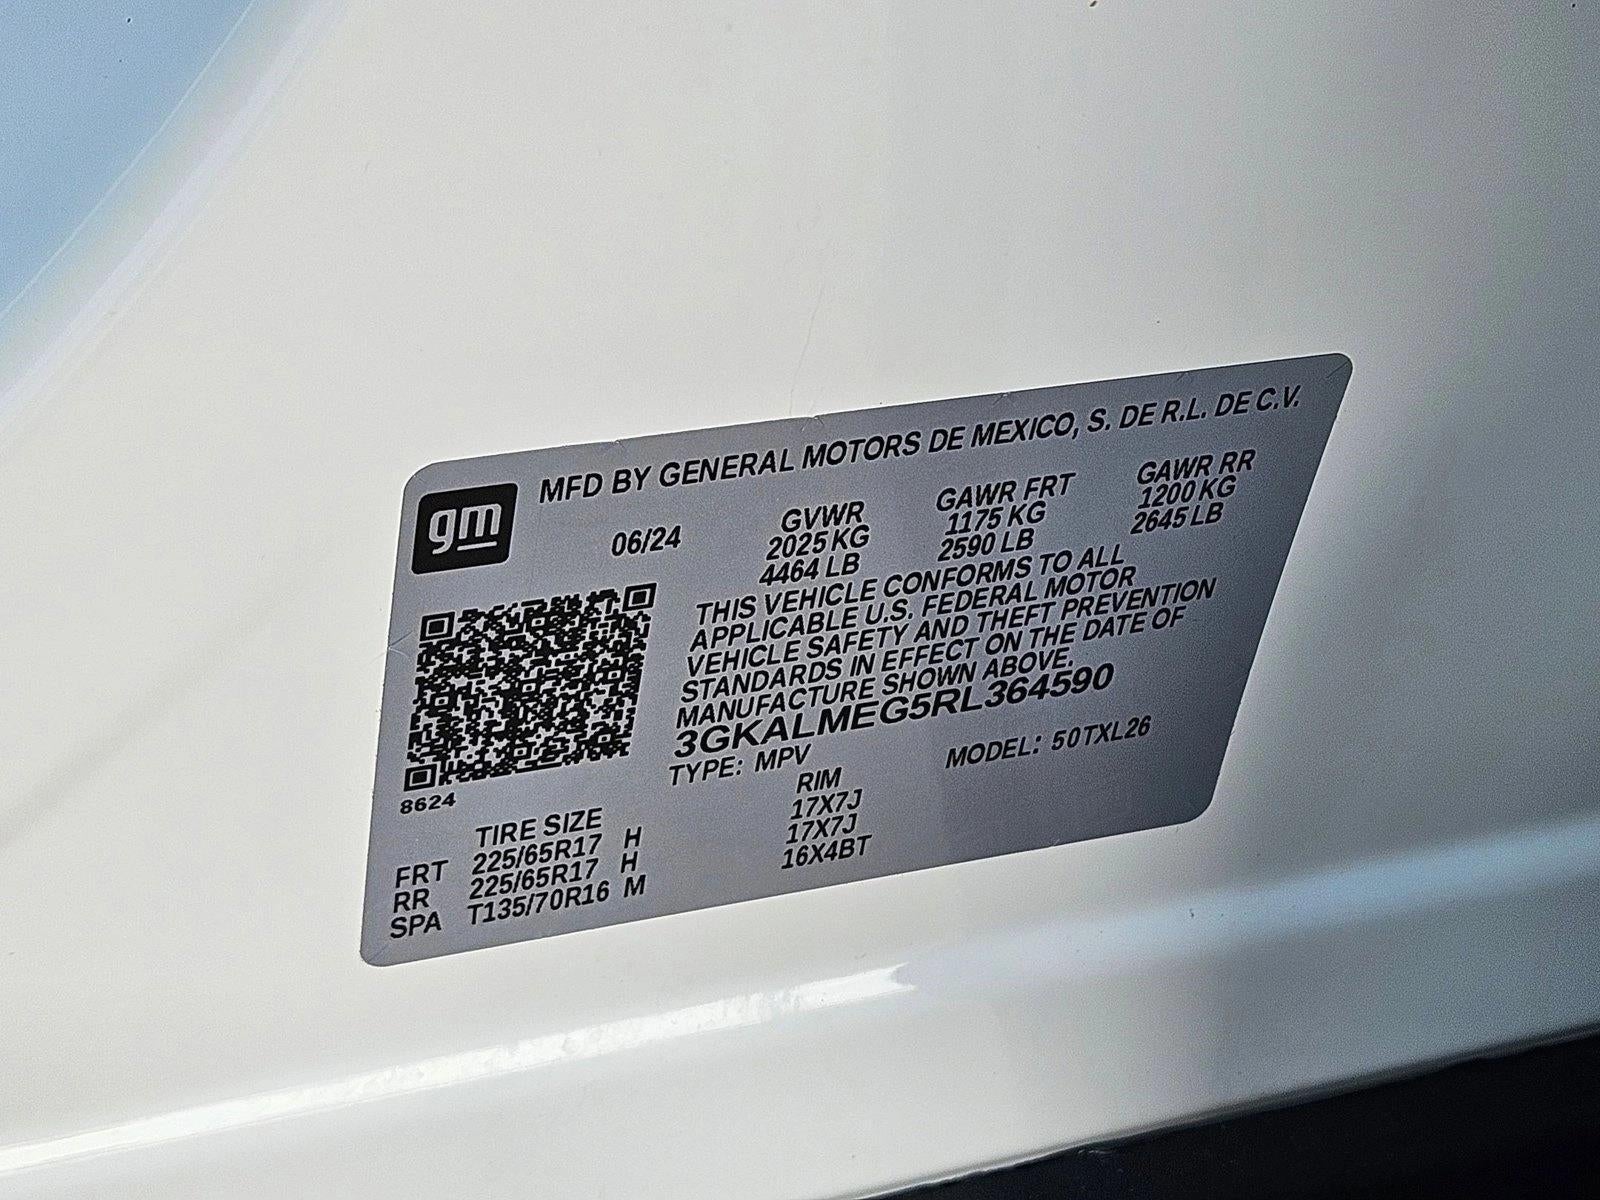 gm
MFD BY GENERAL MOTORS DE MEXICO, S. DE R.L. DE C.V.
06/24 GVWR GAWR FRT GAWR RR
2025 KG 1175 KG 1200 KG
4464 LB 2590 LB 2645 LB
THIS VEHICLE CONFORMS TO ALL
APPLICABLE U.S. FEDERAL MOTOR
VEHICLE SAFETY AND THEFT PREVENTION
STANDARDS IN EFFECT ON THE DATE OF
MANUFACTURE SHOWN ABOVE.
3GKALMEG5RL364590
TYPE: MPV MODEL: 50TXL26
8624
TIRE SIZE RIM
FRT 225/65R17 H 17X7J
RR 225/65R17 H 17X7J
SPA T135/70R16 M 16X4BT